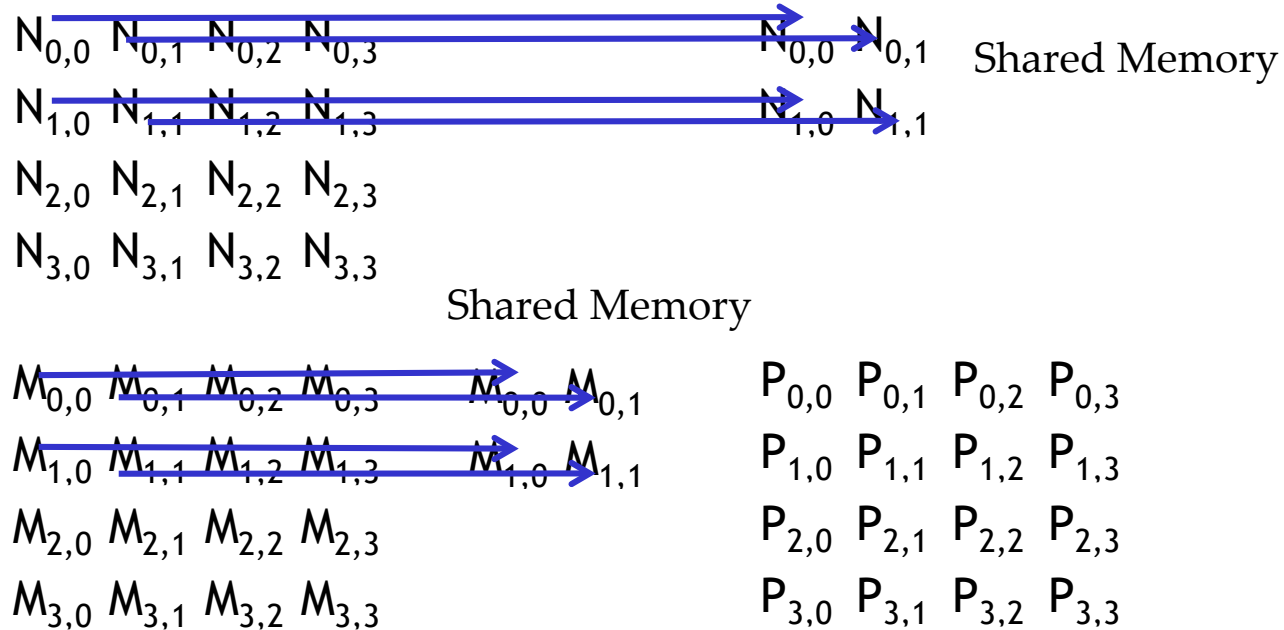 N0,0 N0,1 N0,2 N0,3 N0,0 N0,1 Shared Memory
N1,0 N1,1 N1,2 N1,3 N1,0 N1,1
N2,0 N2,1 N2,2 N2,3
N3,0 N3,1 N3,2 N3,3
Shared Memory
M0,0 M0,1 M0,2 M0,3 M0,0 M0,1 P0,0 P0,1 P0,2 P0,3
M1,0 M1,1 M1,2 M1,3 M1,0 M1,1 P1,0 P1,1 P1,2 P1,3
M2,0 M2,1 M2,2 M2,3 P2,0 P2,1 P2,2 P2,3
M3,0 M3,1 M3,2 M3,3 P3,0 P3,1 P3,2 P3,3